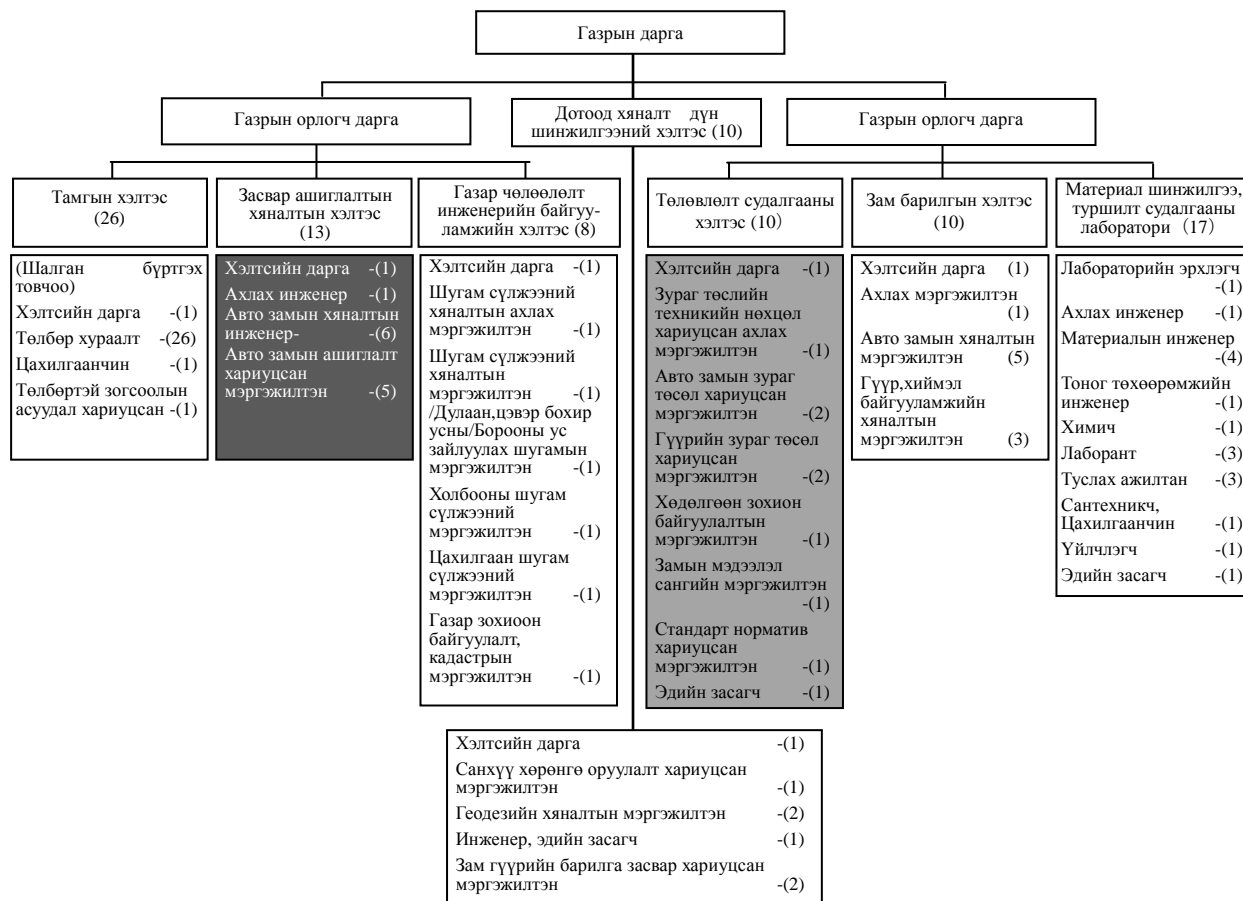 Газрын дарга
Газрын орлогч дарга
Дотоод хяналт дүн
шинжилгээний хэлтэс (10)
Газрын орлогч дарга
Тамгын хэлтэс
(26)
(Шалган бүртгэх
товчоо)
Хэлтсийн дарга -(1)
Төлбөр хураалт -(26)
Цахилгаанчин -(1)
Төлбөртэй зогсоолын
асуудал хариуцсан -(1)
Засвар ашиглалтын
хяналтын хэлтэс
(13)
Хэлтсийн дарга -(1)
Ахлах инженер -(1)
Авто замын хяналтын
инженер- -(6)
Авто замын ашиглалт
хариуцсан
мэргэжилтэн -(5)
Газар чөлөөлөлт
инженерийн байгуу-
ламжийн хэлтэс (8)
Хэлтсийн дарга -(1)
Шугам сүлжээний
хяналтын ахлах
мэргэжилтэн -(1)
Шугам сүлжээний
хяналтын
мэргэжилтэн -(1)
/Дулаан,цэвэр бохир
усны/Борооны ус
зайлуулах шугамын
мэргэжилтэн -(1)
Холбооны шугам
сүлжээний
мэргэжилтэн -(1)
Цахилгаан шугам
сүлжээний
мэргэжилтэн -(1)
Газар зохиоон
байгуулалт,
кадастрын
мэргэжилтэн -(1)
Төлөвлөлт судалгааны
хэлтэс (10)
Хэлтсийн дарга -(1)
Зураг төслийн
техникийн нөхцөл
хариуцсан ахлах
мэргэжилтэн -(1)
Авто замын зураг
төсөл хариуцсан
мэргэжилтэн -(2)
Гүүрийн зураг төсөл
хариуцсан
мэргэжилтэн -(2)
Хөдөлгөөн зохион
байгуулалтын
мэргэжилтэн -(1)
Замын мэдээлэл
сангийн мэргэжилтэн
-(1)
Стандарт норматив
хариуцсан
мэргэжилтэн -(1)
Эдийн засагч -(1)
Зам барилгын хэлтэс
(10)
Хэлтсийн дарга (1)
Ахлах мэргэжилтэн
(1)
Авто замын хяналтын
мэргэжилтэн (5)
Гүүр,хиймэл
байгууламжийн
хяналтын
мэргэжилтэн (3)
Материал шинжилгээ,
туршилт судалгааны
лаборатори (17)
Лабораторийн эрхлэгч
-(1)
Ахлах инженер -(1)
Материалын инженер
-(4)
Тоног төхөөрөмжийн
инженер -(1)
Химич -(1)
Лаборант -(3)
Туслах ажилтан -(3)
Сантехникч,
Цахилгаанчин -(1)
Үйлчлэгч -(1)
Эдийн засагч -(1)
Хэлтсийн дарга -(1)
Санхүү хөрөнгө оруулалт хариуцсан
мэргэжилтэн -(1)
Геодезийн хяналтын мэргэжилтэн -(2)
Инженер, эдийн засагч -(1)
Зам гүүрийн барилга засвар хариуцсан
мэргэжилтэн -(2)